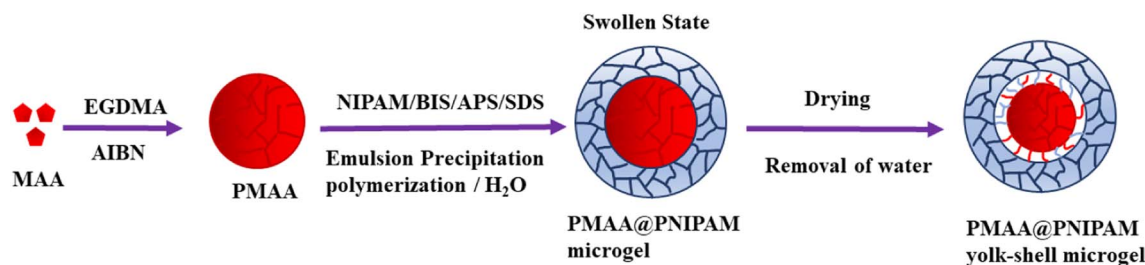 MAA
EGDMA
AIBN
PMAA
NIPAM/BIS/APS/SDS
Emulsion Precipitation
polymerization / H₂O
Swollen State
PMAA@PNIPAM
microgel
Drying
Removal of water
PMAA@PNIPAM
yolk-shell microgel